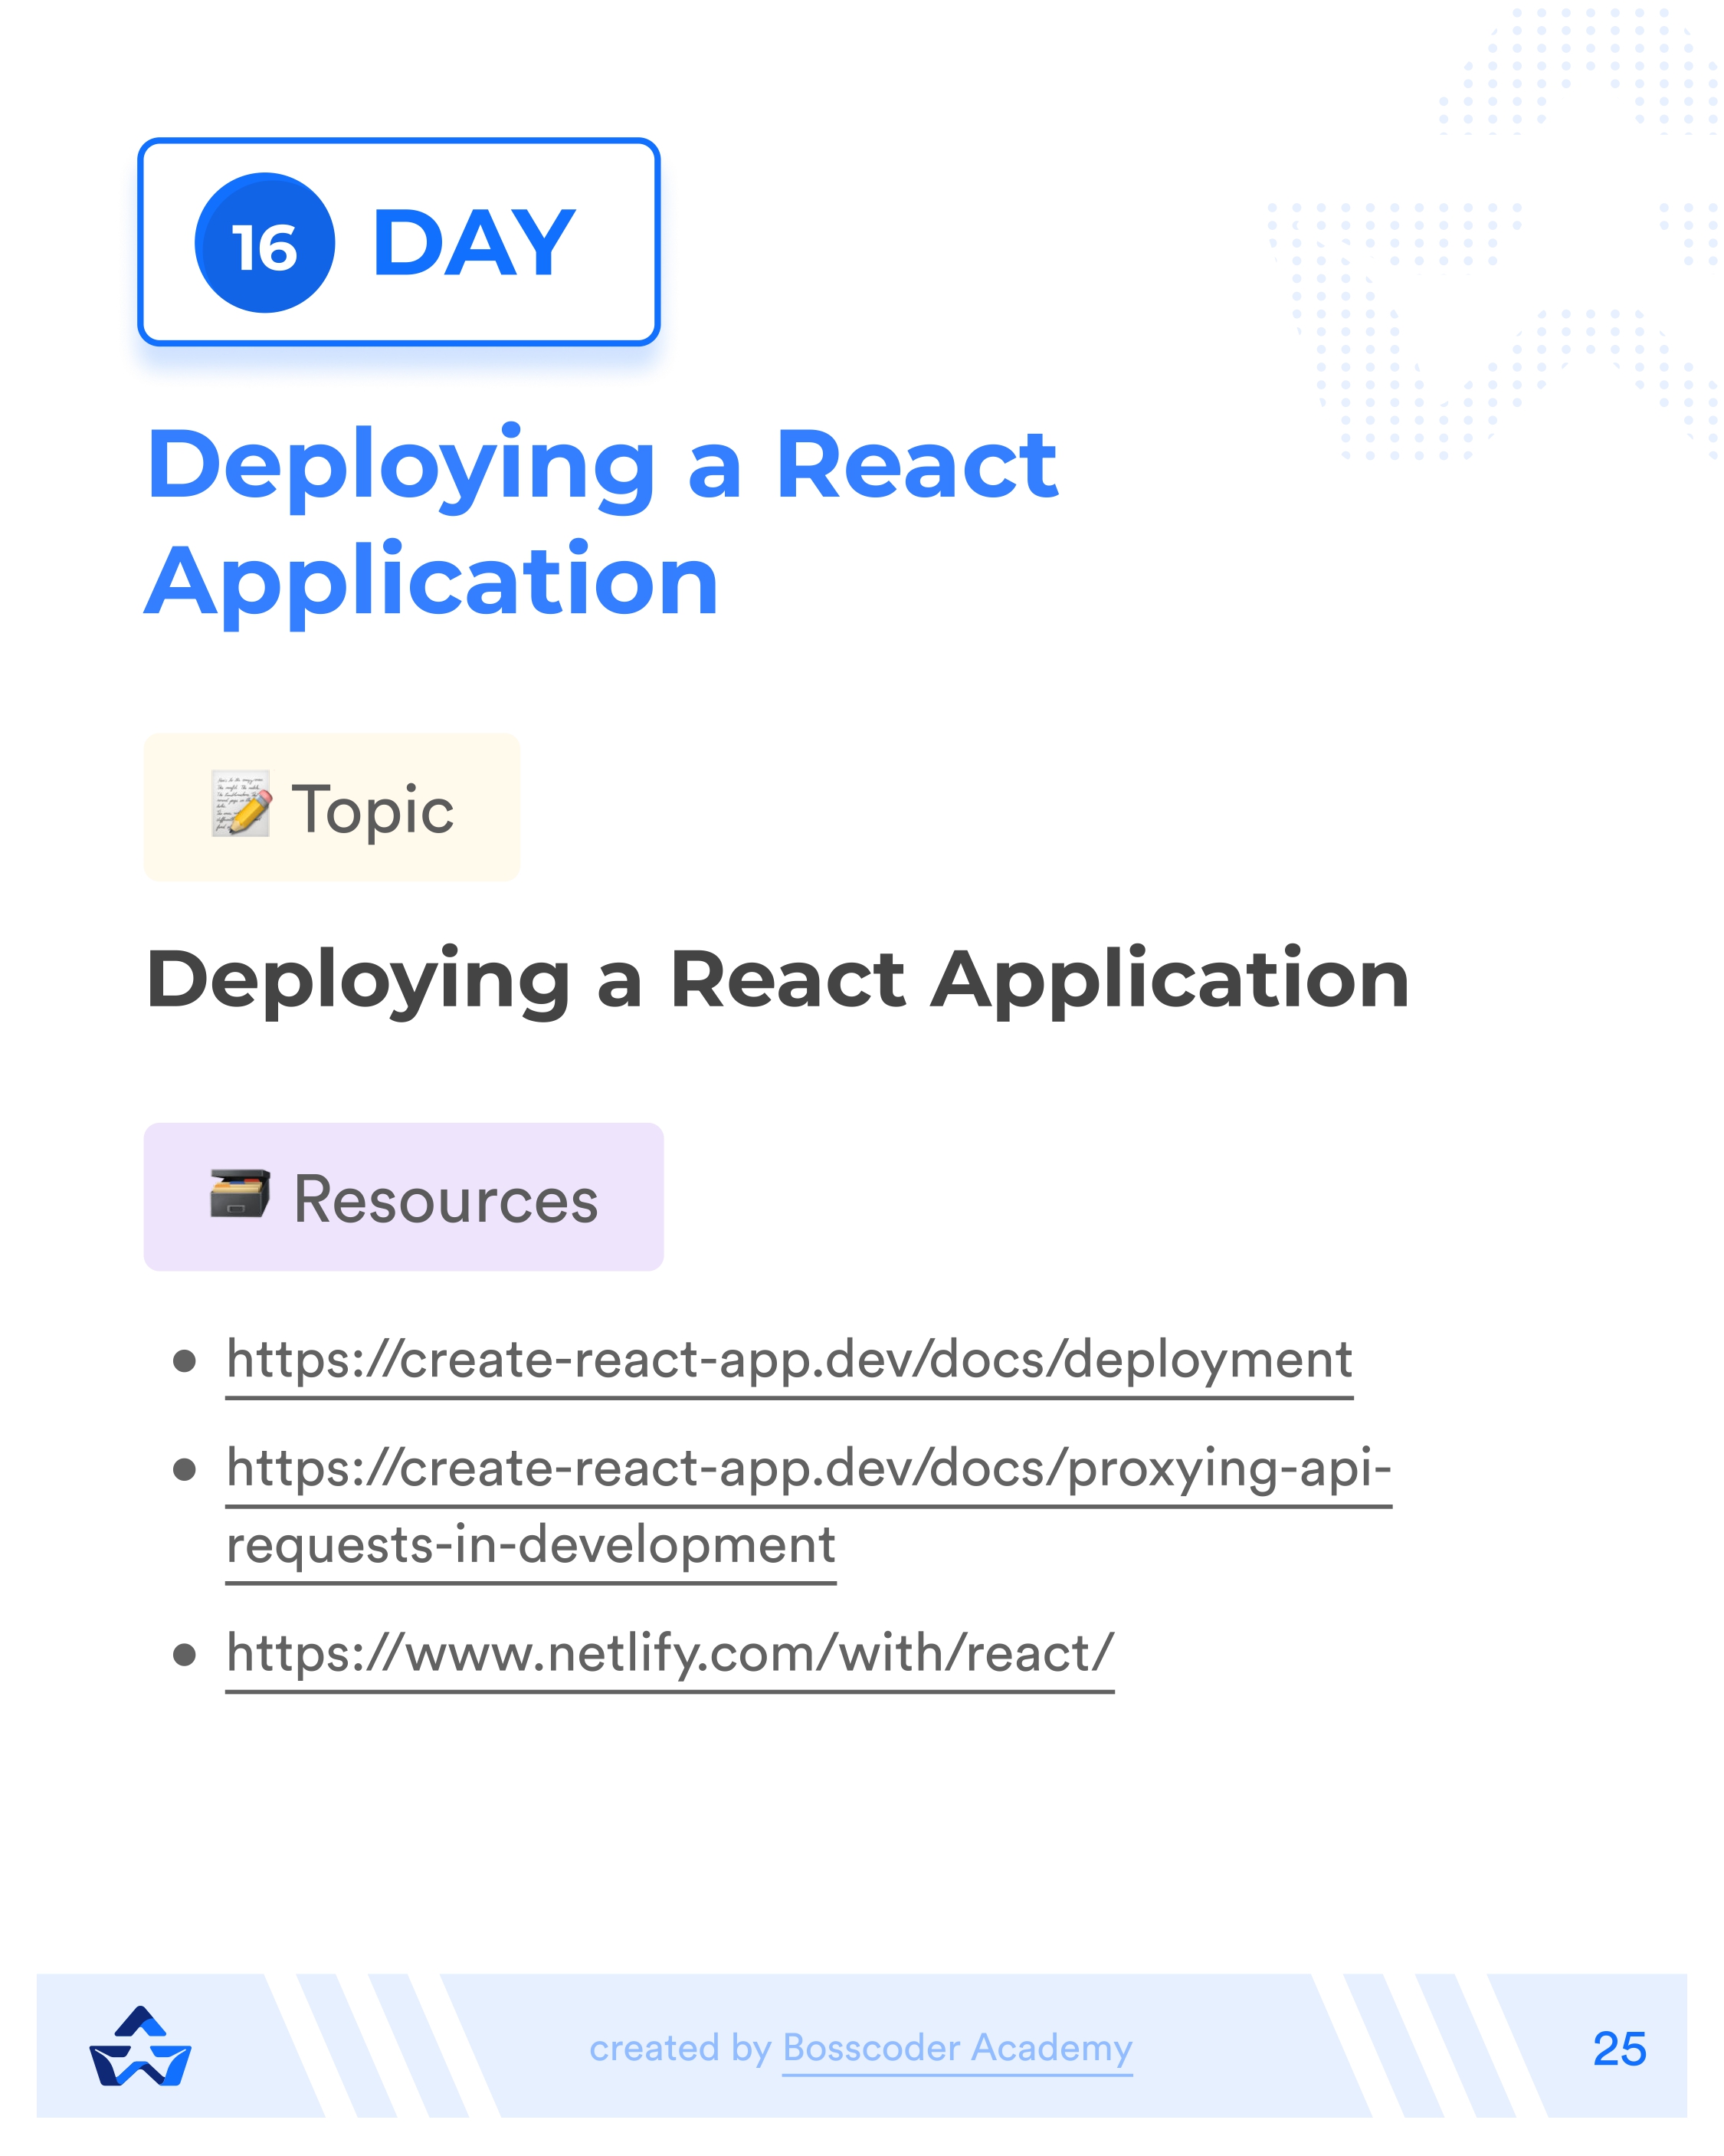 16 DAY
Deploying a React
Application
Topic
Deploying a React Application
Resources
https://create-react-app.dev/docs/deployment
https://create-react-app.dev/docs/proxying-api-
requests-in-development
https://www.netlify.com/with/react/
created by Bosscoder Academy
25